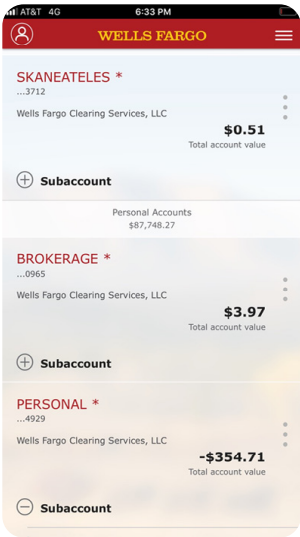 AT&T 4G 6:33 PM
WELLS FARGO
SKANEATELES *
...3712
Wells Fargo Clearing Services, LLC
$0.51
Total account value
Subaccount
Personal Accounts
$87,748.27
BROKERAGE *
...0965
Wells Fargo Clearing Services, LLC
$3.97
Total account value
Subaccount
PERSONAL *
...4929
Wells Fargo Clearing Services, LLC
-$354.71
Total account value
Subaccount